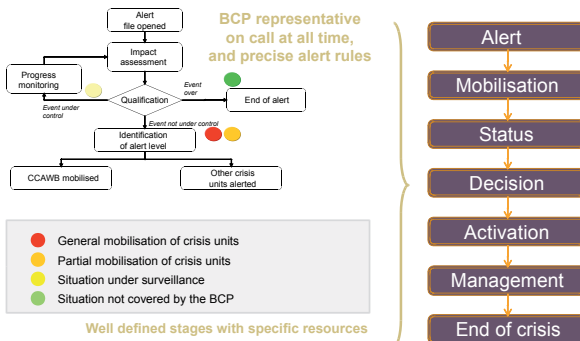 Alert
file opened
BCP representative
on call at all time,
and precise alert rules
Impact
assessment
Progress
monitoring
Event
over
Qualification
End of alert
Event under
control
Event not under control
Identification
of alert level
CCAWB mobilised
Other crisis
units alerted
General mobilisation of crisis units
Partial mobilisation of crisis units
Situation under surveillance
Situation not covered by the BCP
Well defined stages with specific resources
Alert
Mobilisation
Status
Decision
Activation
Management
End of crisis